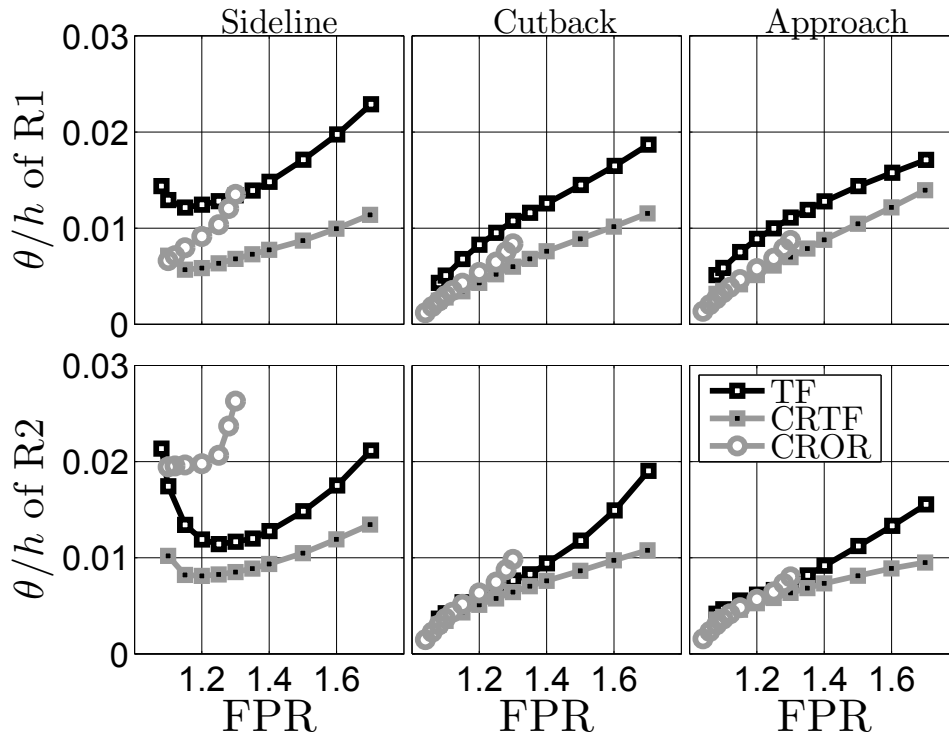 Sideline Cutback Approach
0.03
0.02
0.01
0
θ/h of R1
0.03
0.02
0.01
0
θ/h of R2
TF
CRTF
CROR
1.2 1.4 1.6 1.2 1.4 1.6 1.2 1.4 1.6
FPR FPR FPR